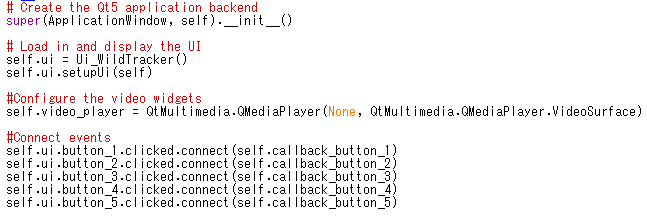 # Create the Qt5 application backend
super(ApplicationWindow, self).__init__()
# Load in and display the UI
self.ui = Ui_WildTracker()
self.ui.setupUi(self)
#Configure the video widgets
self.video_player = QtMultimedia.QMediaPlayer(None, QtMultimedia.QMediaPlayer.VideoSurface)
#Connect events
self.ui.button_1.clicked.connect(self.callback_button_1)
self.ui.button_2.clicked.connect(self.callback_button_2)
self.ui.button_3.clicked.connect(self.callback_button_3)
self.ui.button_4.clicked.connect(self.callback_button_4)
self.ui.button_5.clicked.connect(self.callback_button_5)